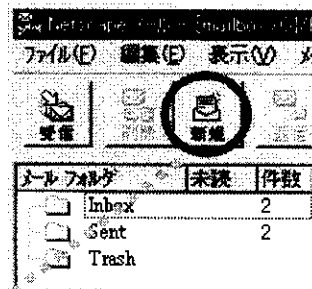 Netscape
ファイル(F) 編集(E) 表示(V)
受信 新規
メール フォルダ 未読 件数
Inbox 2
Sent 2
Trash